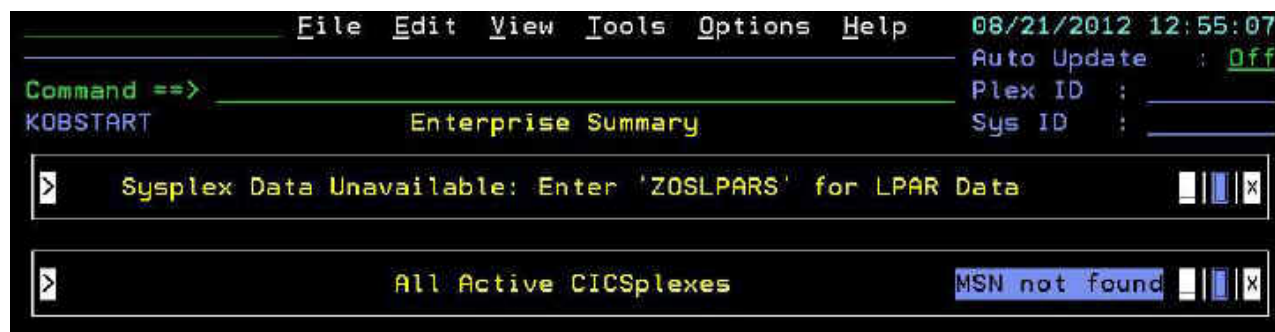 File Edit View Tools Options Help 08/21/2012 12:55:07
Auto Update : Off
Command ==> Plex ID :
KOBSTART Enterprise Summary Sys ID :
> Sysplex Data Unavailable: Enter 'ZOSLPARS' for LPAR Data _ x
> All Active CICSplexes MSN not found _ x